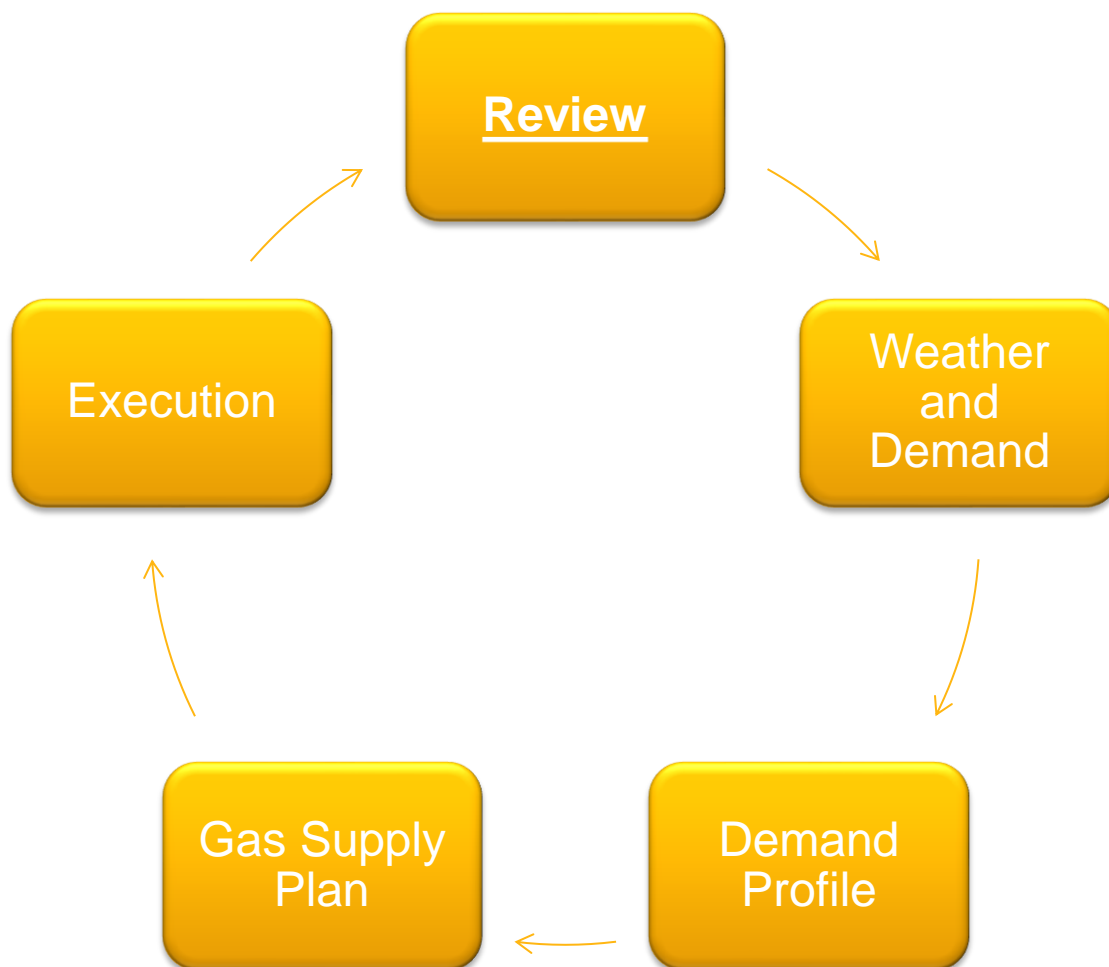 Review
Weather
and
Demand
Demand
Profile
Gas Supply
Plan
Execution